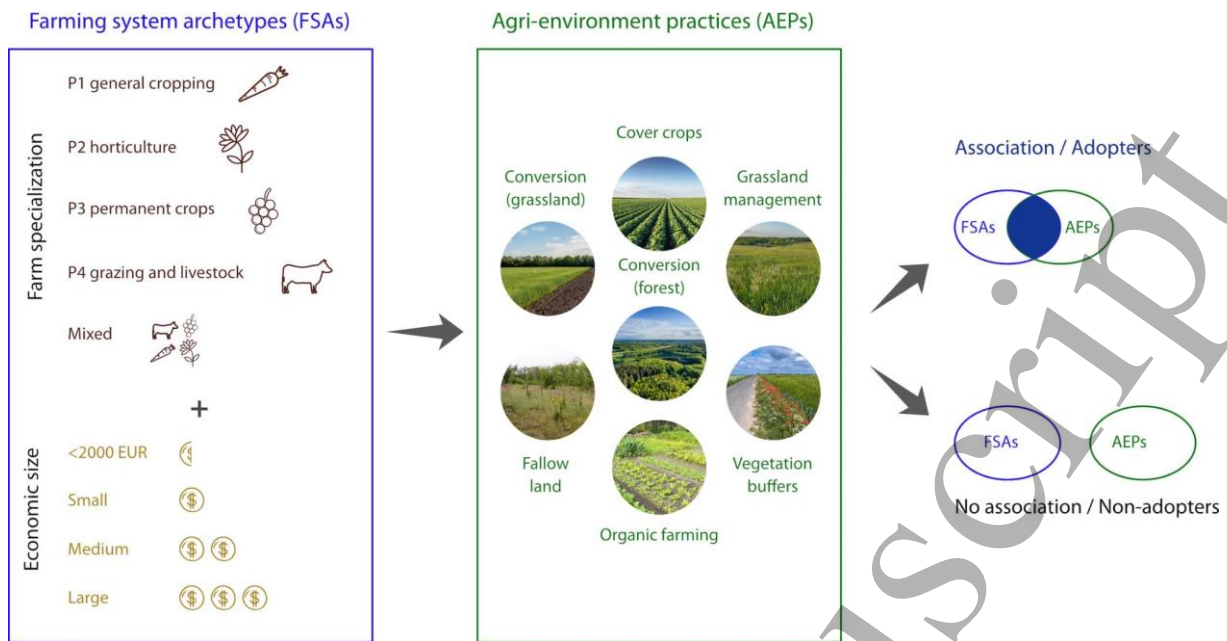 Farming system archetypes (FSAs)
Farm specialization
P1 general cropping
P2 horticulture
P3 permanent crops
P4 grazing and livestock
Mixed
+
Economic size
<2000 EUR
Small
Medium
Large
Agri-environment practices (AEPs)
Cover crops
Conversion
(grassland)
Grassland
management
Conversion
(forest)
Fallow
land
Vegetation
buffers
Organic farming
Association / Adopters
FSAs
AEPs
FSAs
AEPs
No association / Non-adopters